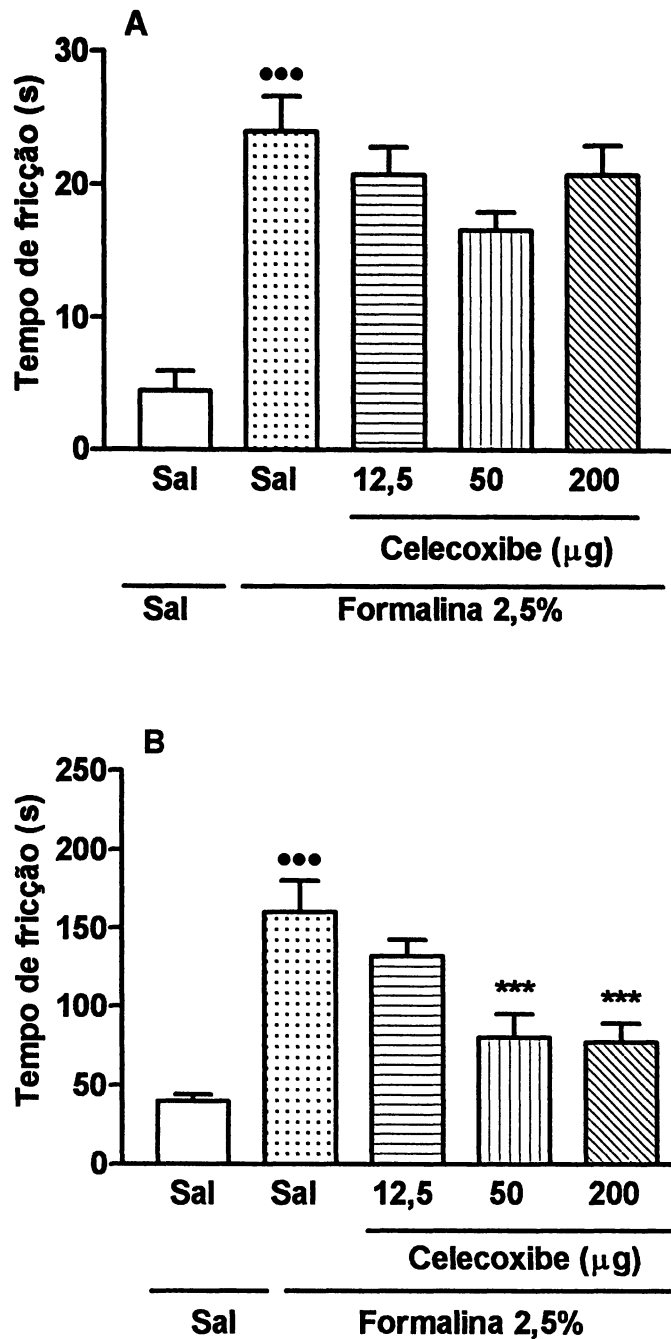 A
Tempo de fricção (s)
30
20
10
0
●●●
Sal Sal 12,5 50 200
Celecoxibe (μg)
Sal Formalina 2,5%
B
Tempo de fricção (s)
250
200
150
100
50
0
●●●
*** ***
Sal Sal 12,5 50 200
Celecoxibe (μg)
Sal Formalina 2,5%